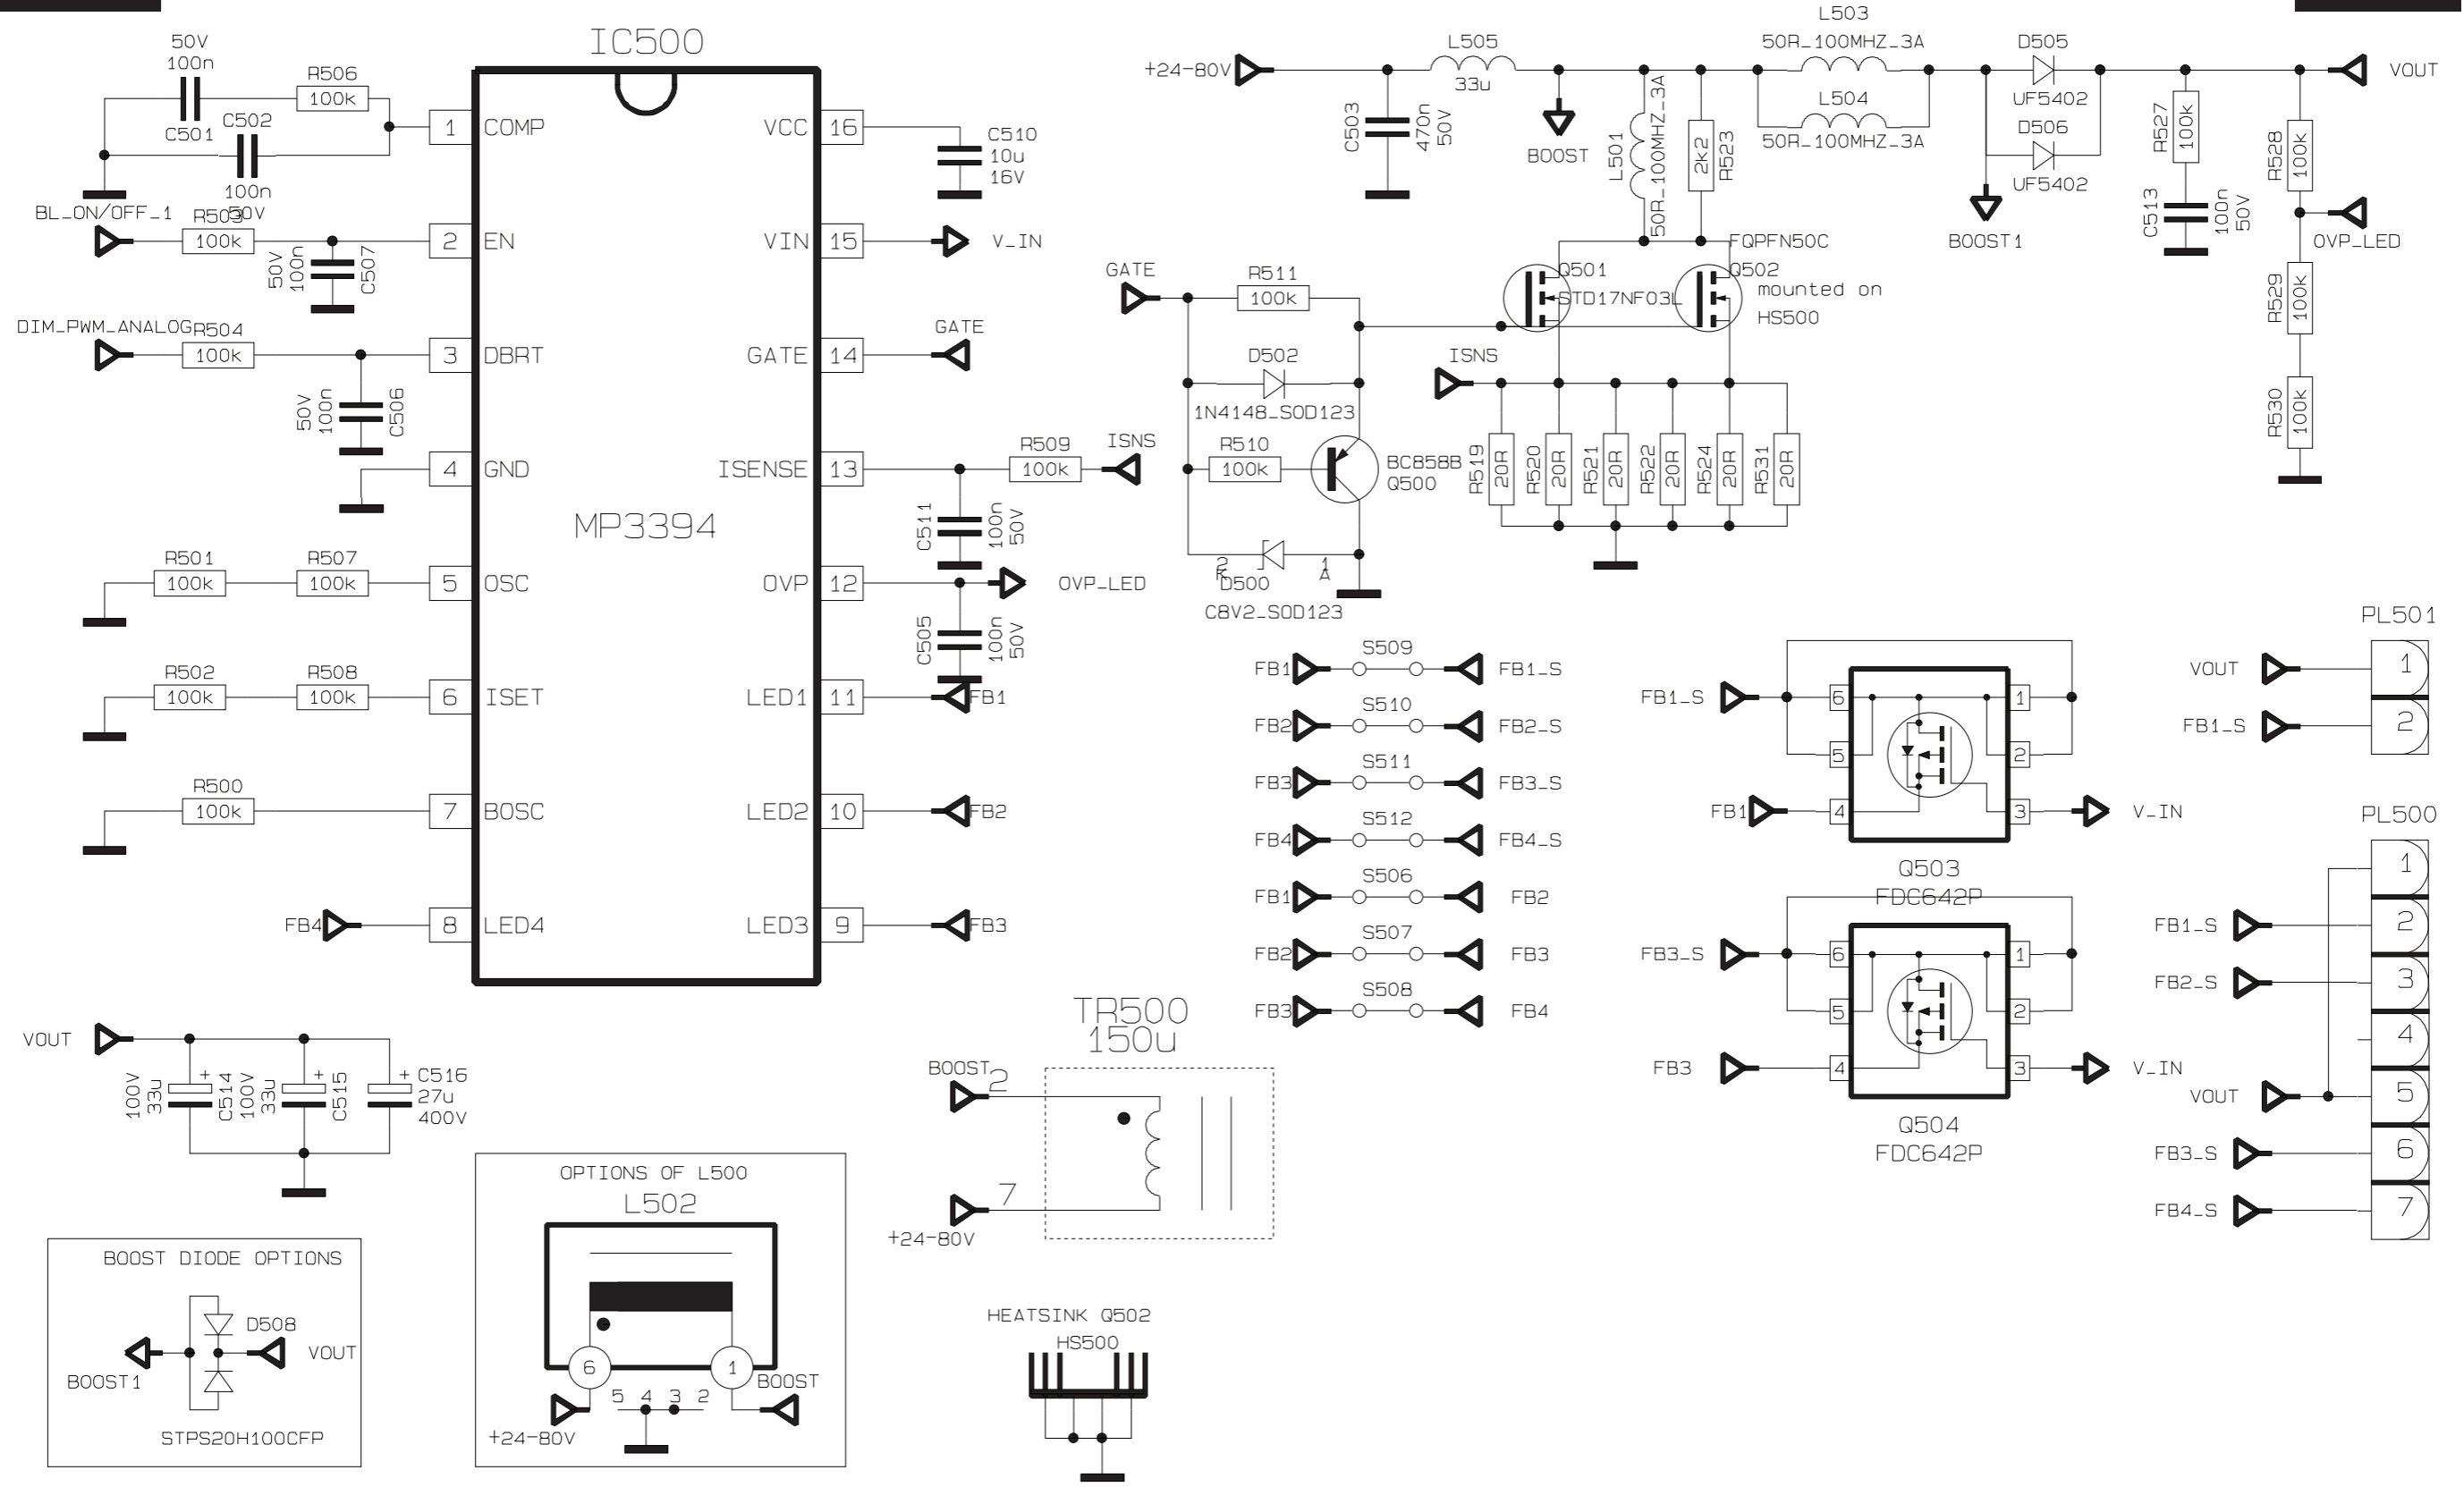 IC500
MP3394
1 COMP
2 EN
3 DBRT
4 GND
5 OSC
6 ISET
7 BOSC
8 LED4
VCC 16
VIN 15
GATE 14
ISENSE 13
OVP 12
LED1 11
LED2 10
LED3 9
50V
100n
C501
R506
100k
C502
100n
50V
BL_ON/OFF_1
R503
100k
50V
100n
C507
DIM_PWM_ANALOG
R504
100k
50V
100n
C506
R501
100k
R507
100k
R502
100k
R508
100k
R500
100k
FB4
C510
10u
16V
V_IN
GATE
R509
100k
ISNS
C511
100n
50V
OVP_LED
C505
100n
50V
FB1
FB2
FB3
+24-80V
C503
470n
50V
L505
33u
BOOST
L501
50R_100MHZ_3A
2k2
R523
L503
50R_100MHZ_3A
L504
50R_100MHZ_3A
D505
UF5402
D506
UF5402
BOOST1
R527
100k
C513
100n
50V
R528
100k
VOUT
OVP_LED
R529
100k
R530
100k
GATE
R511
100k
D502
1N4148_SOD123
R510
100k
BC858B
Q500
2
K
1
A
D500
C8V2_SOD123
Q501
STD17NF03L
FQPFN50C
Q502
mounted on
HS500
ISNS
R519
20R
R520
20R
R521
20R
R522
20R
R524
20R
R531
20R
FB1 S509 FB1_S
FB2 S510 FB2_S
FB3 S511 FB3_S
FB4 S512 FB4_S
FB1 S506 FB2
FB2 S507 FB3
FB3 S508 FB4
FB1_S
FB1
6
5
4
1
2
3
V_IN
Q503
FDC642P
FB3_S
FB3
6
5
4
1
2
3
V_IN
Q504
FDC642P
PL501
VOUT 1
FB1_S 2
PL500
1
FB1_S 2
FB2_S 3
4
VOUT 5
FB3_S 6
FB4_S 7
VOUT
100V
33u
+
C514
100V
33u
+
C515
+
C516
27u
400V
BOOST DIODE OPTIONS
D508
BOOST1
VOUT
STPS20H100CFP
OPTIONS OF L500
L502
6
1
BOOST
5 4 3 2
+24-80V
TR500
150u
BOOST
2
7
+24-80V
HEATSINK Q502
HS500